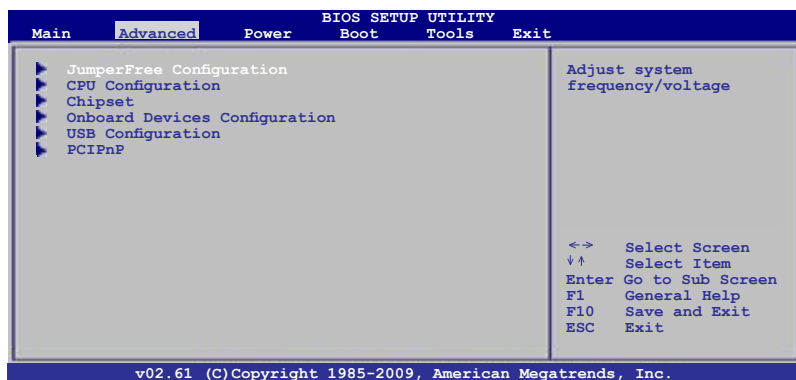 BIOS SETUP UTILITY
Main Advanced Power Boot Tools Exit
JumperFree Configuration
CPU Configuration
Chipset
Onboard Devices Configuration
USB Configuration
PCIPnP
Adjust system
frequency/voltage
←→ Select Screen
↓↑ Select Item
Enter Go to Sub Screen
F1 General Help
F10 Save and Exit
ESC Exit
v02.61 (C)Copyright 1985-2009, American Megatrends, Inc.